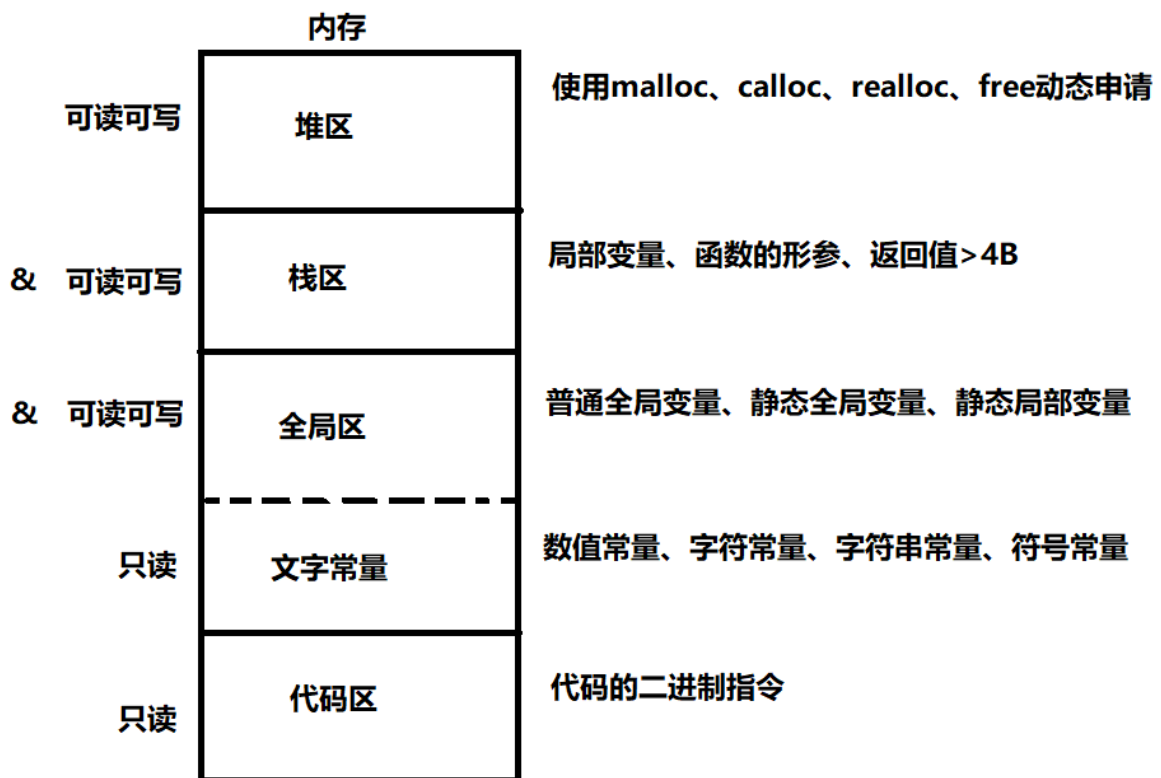 内存
可读可写
堆区
使用malloc、calloc、realloc、free动态申请
& 可读可写
栈区
局部变量、函数的形参、返回值>4B
& 可读可写
全局区
普通全局变量、静态全局变量、静态局部变量
只读
文字常量
数值常量、字符常量、字符串常量、符号常量
只读
代码区
代码的二进制指令